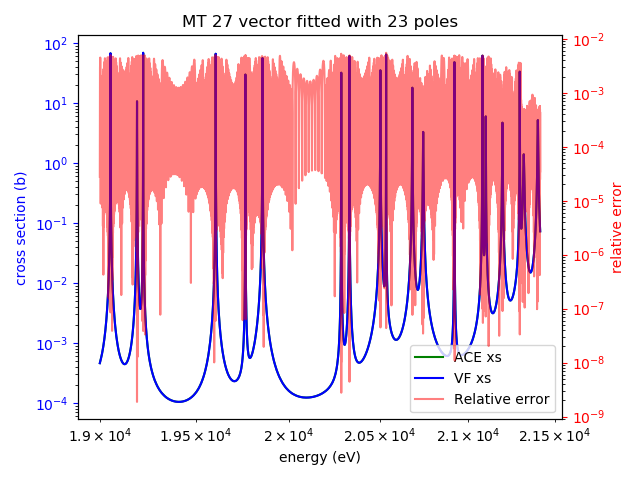 MT 27 vector fitted with 23 poles
cross section (b)
10²
10¹
10⁰
10⁻¹
10⁻²
10⁻³
10⁻⁴
10⁻²
10⁻³
10⁻⁴
10⁻⁵
10⁻⁶
10⁻⁷
10⁻⁸
10⁻⁹
relative error
ACE xs
VF xs
Relative error
1.9 × 10⁴ 1.95 × 10⁴ 2 × 10⁴ 2.05 × 10⁴ 2.1 × 10⁴ 2.15 × 10⁴
energy (eV)